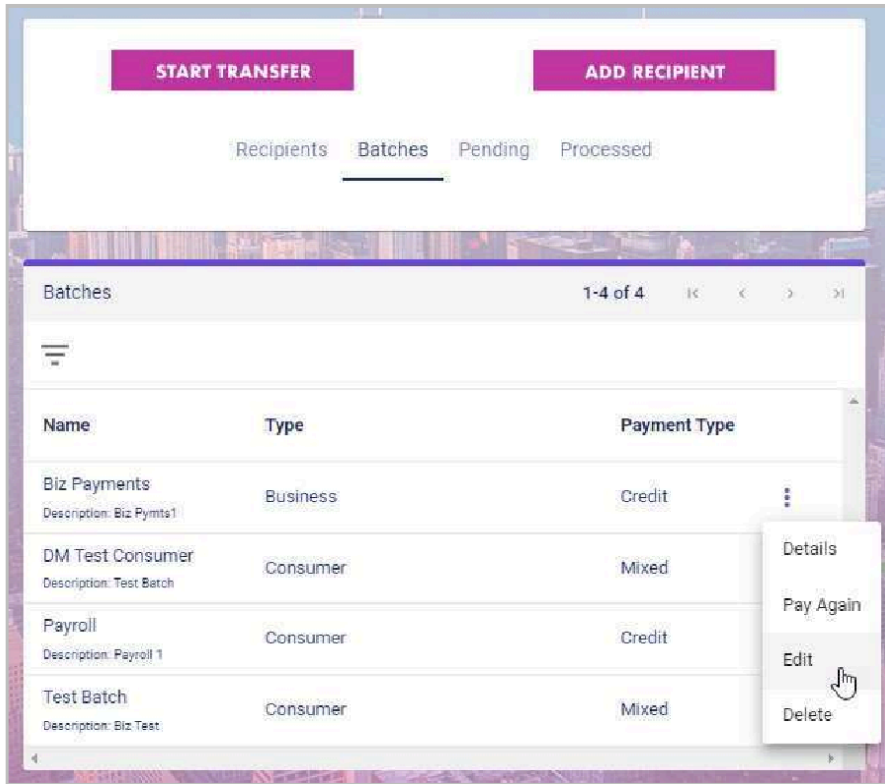 START TRANSFER ADD RECIPIENT
Recipients Batches Pending Processed
Batches 1-4 of 4
Name Type Payment Type
Biz Payments Business Credit
Description: Biz Pymts1
Details
DM Test Consumer Consumer Mixed
Description: Test Batch
Pay Again
Payroll Consumer Credit
Description: Payroll 1
Edit
Test Batch Consumer Mixed
Description: Biz Test
Delete